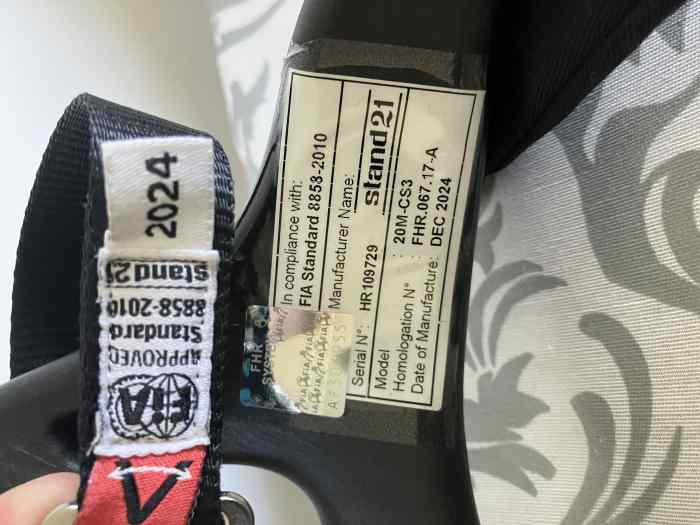 In compliance with:
FIA Standard 8858-2010
Manufacturer Name:
stand21
Serial N°: HR109729
Model : 20M-CS3
Homologation N° : FHR.067.17-A
Date of Manufacture: DEC 2024
FHR
2024
stand21
8858-2010
Standard
APPROVED
FIA